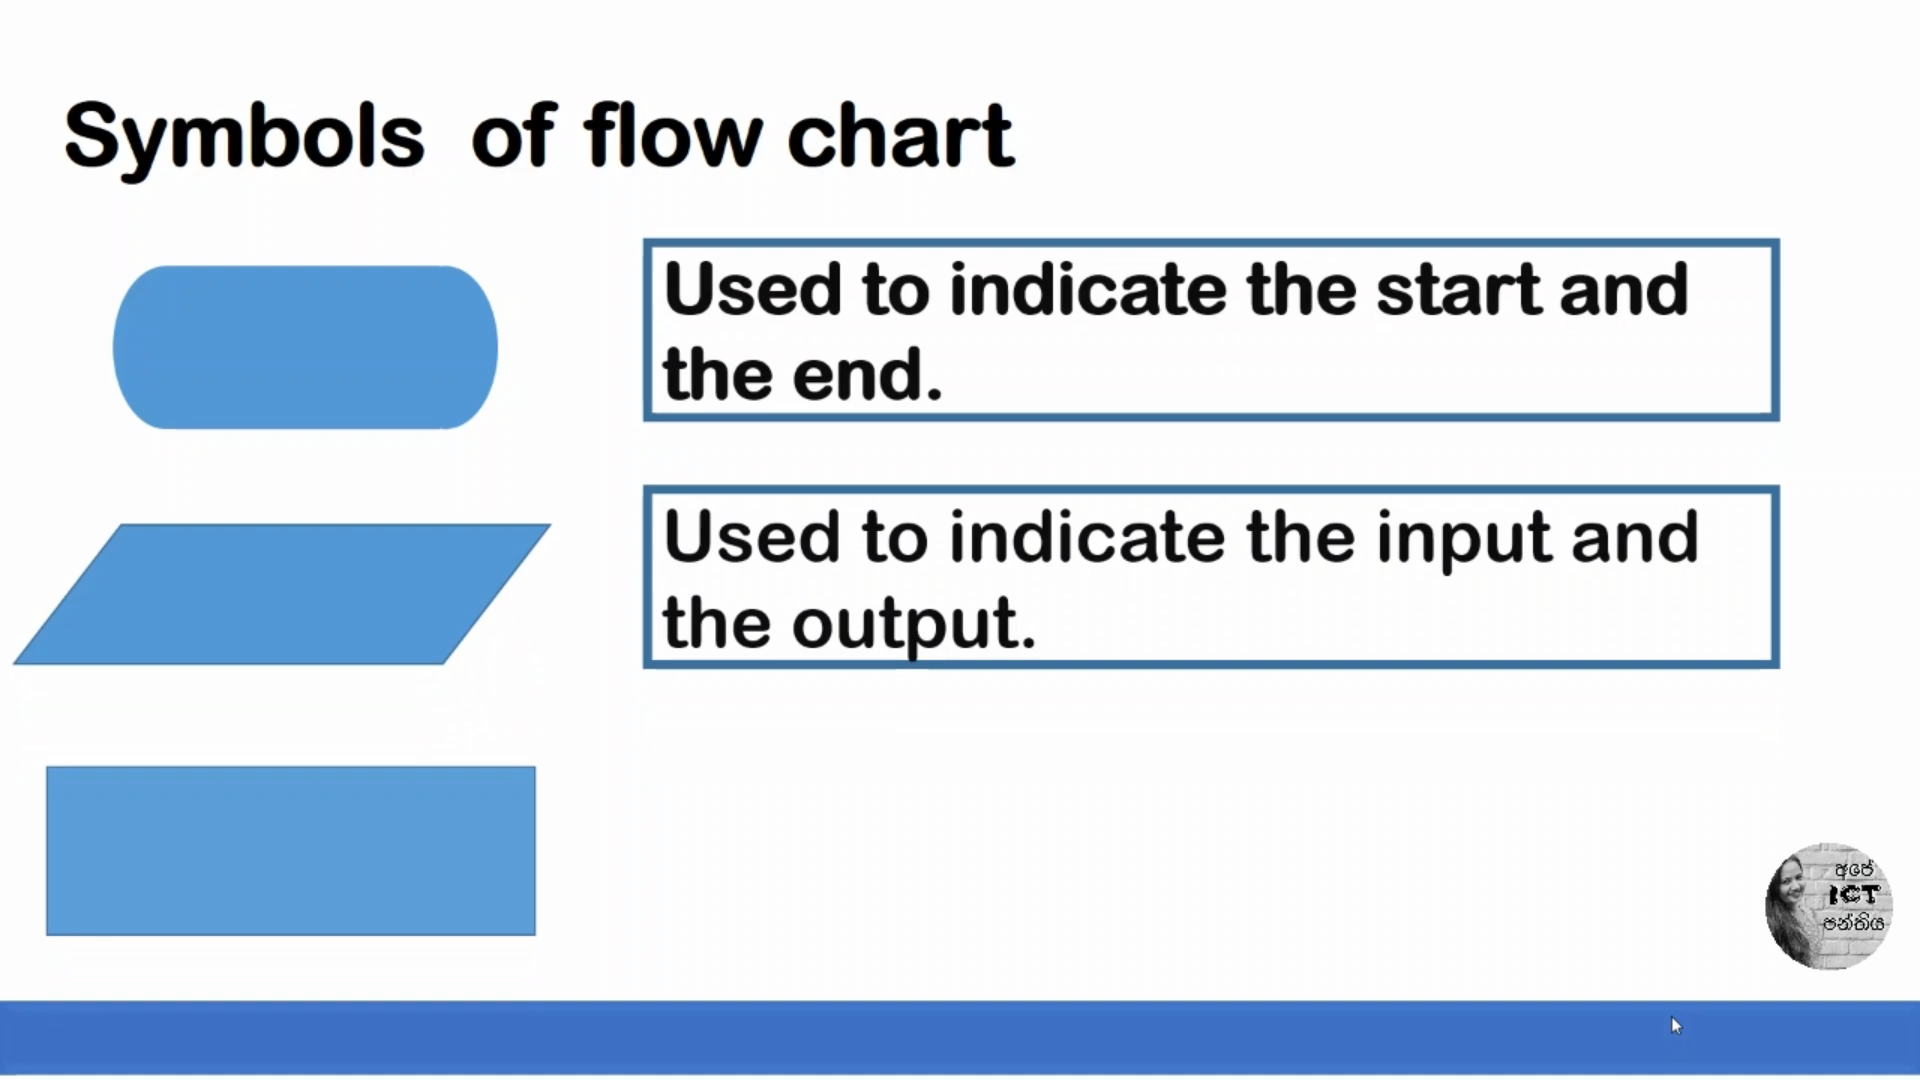 Symbols of flow chart
Used to indicate the start and
the end.
Used to indicate the input and
the output.
අපේ
ICT
පන්තිය